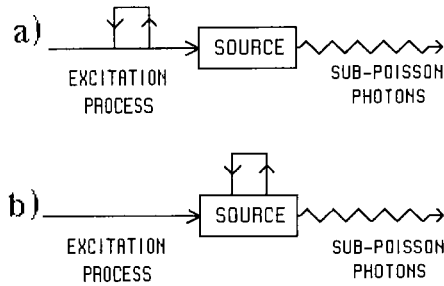 a)
SOURCE
EXCITATION
PROCESS
SUB-POISSON
PHOTONS
b)
SOURCE
EXCITATION
PROCESS
SUB-POISSON
PHOTONS